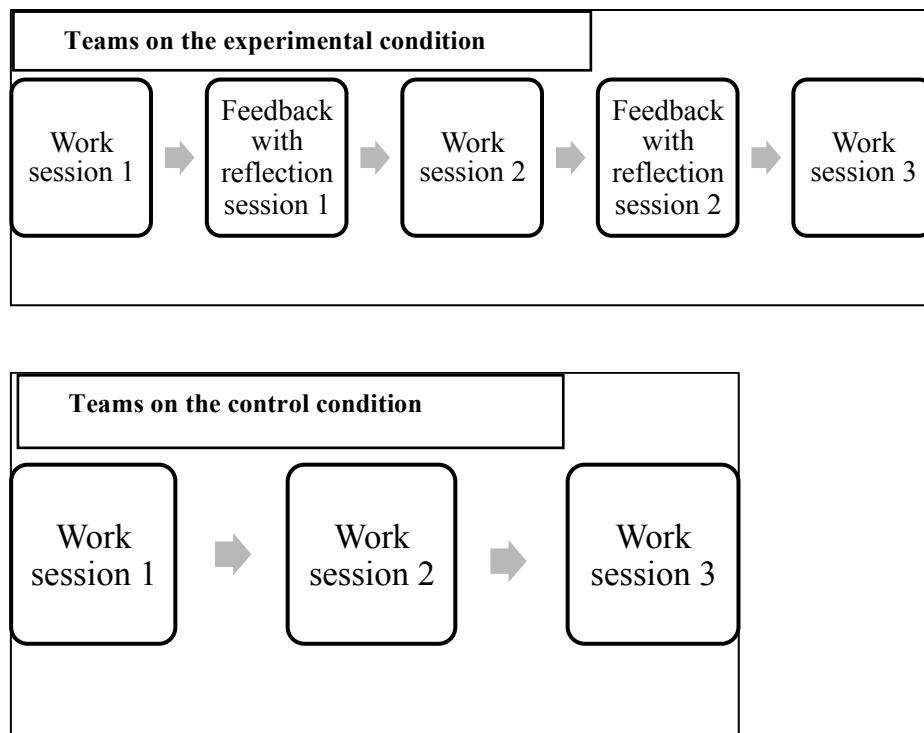 Teams on the experimental condition
Work
session 1
Feedback
with
reflection
session 1
Work
session 2
Feedback
with
reflection
session 2
Work
session 3
Teams on the control condition
Work
session 1
Work
session 2
Work
session 3